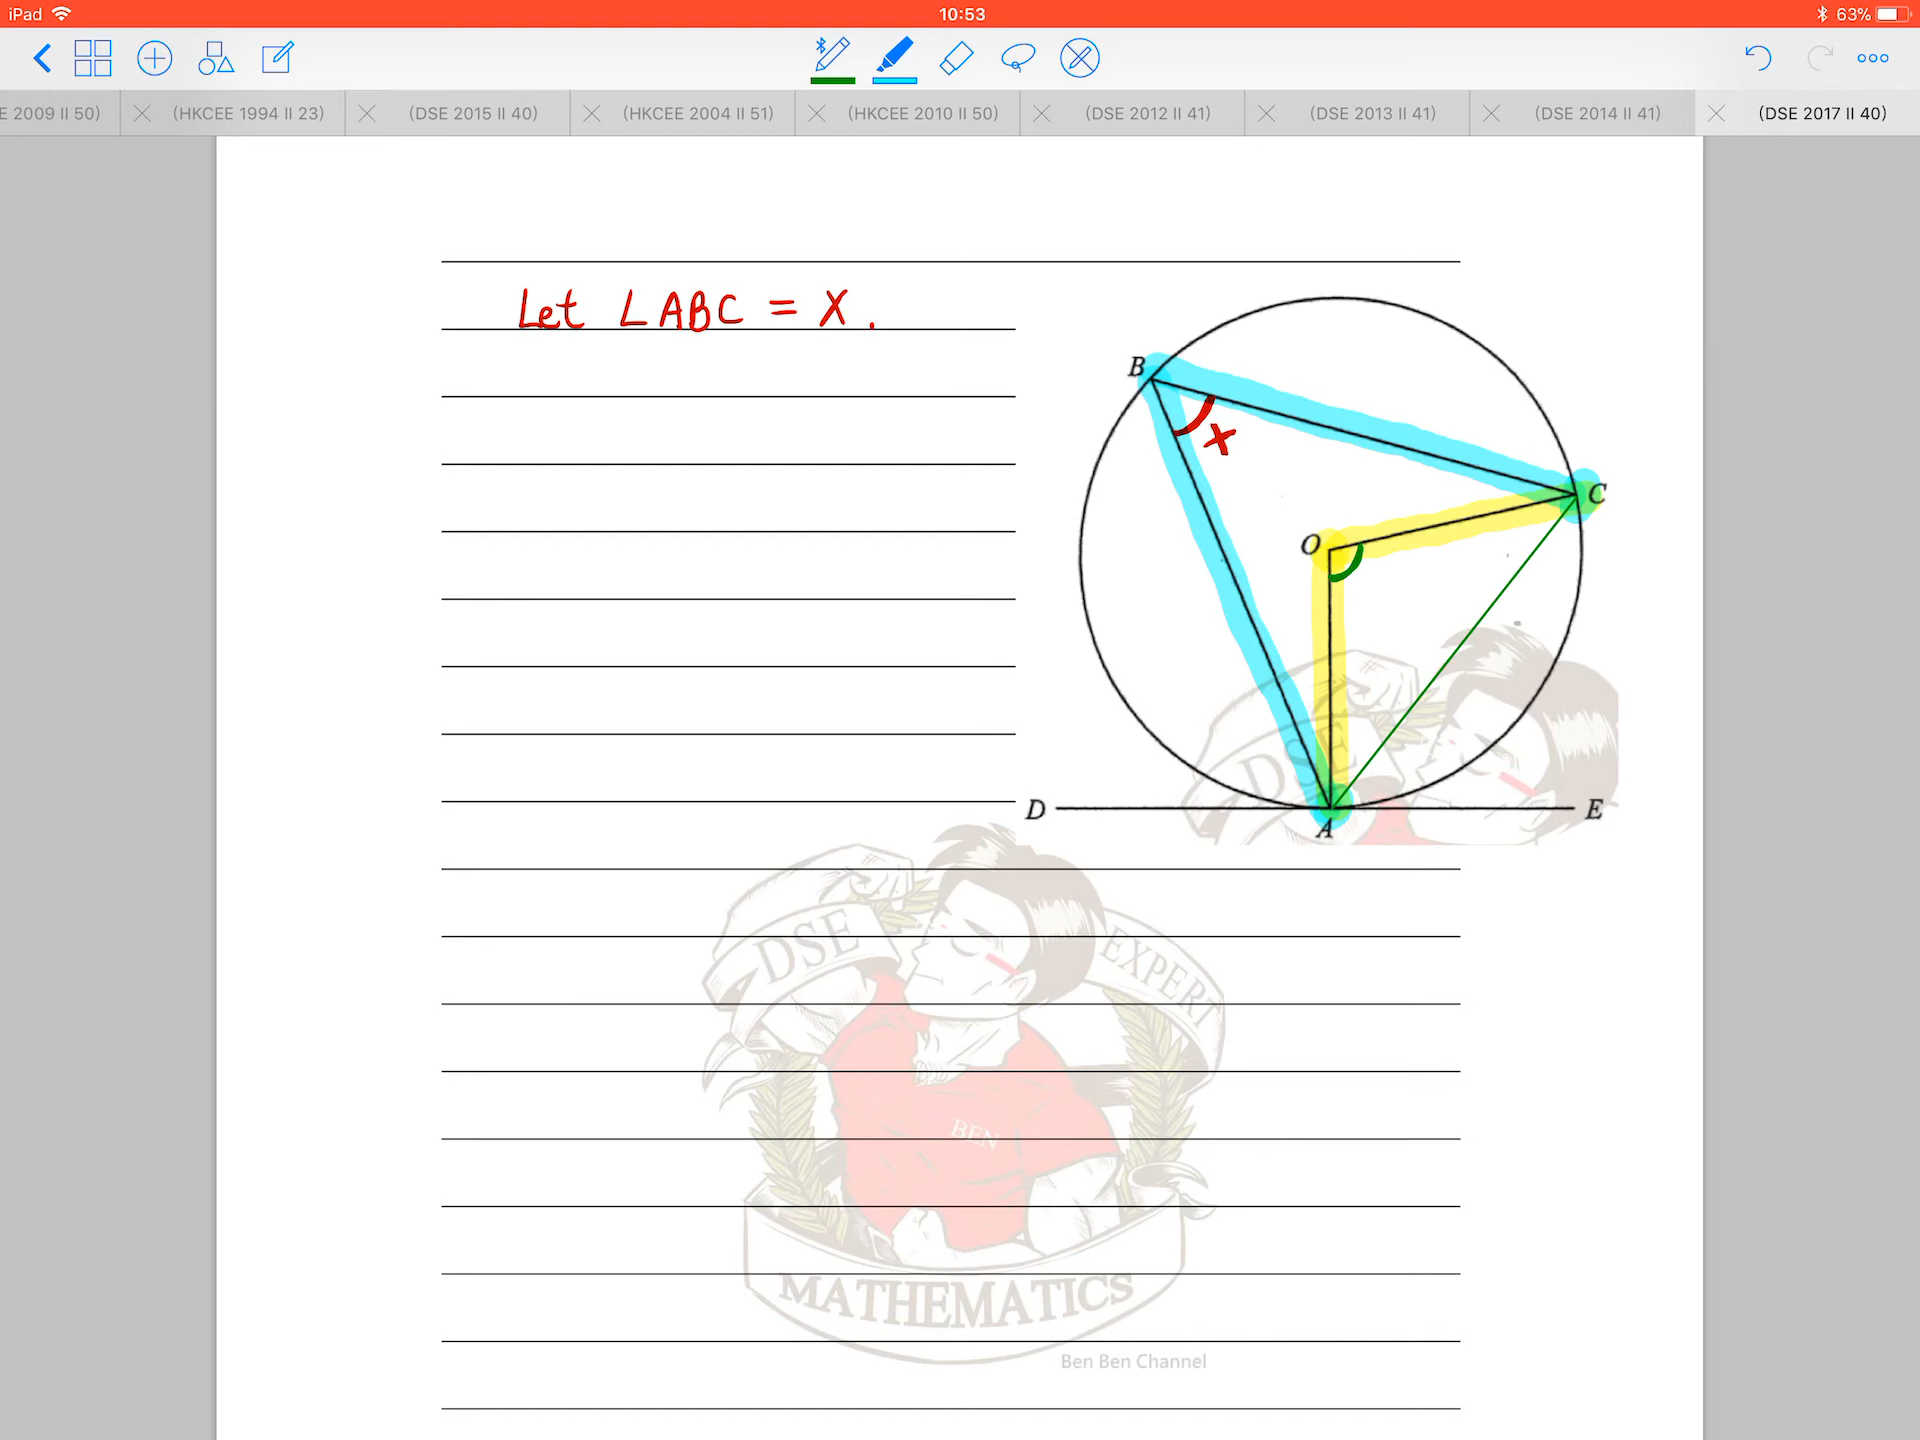 iPad 10:53 63%
E 2009 II 50) (HKCEE 1994 II 23) (DSE 2015 II 40) (HKCEE 2004 II 51) (HKCEE 2010 II 50) (DSE 2012 II 41) (DSE 2013 II 41) (DSE 2014 II 41) (DSE 2017 II 40)
Let ∠ABC = X.
B
X
C
O
DSE
D
A
E
DSE
EXPERT
BEN
MATHEMATICS
Ben Ben Channel